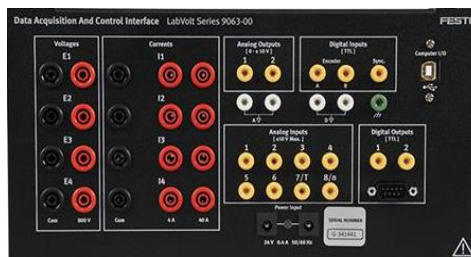 Data Acquisition And Control Interface LabVolt Series 9063-00
FESTO
Voltages
E1
E2
E3
E4
Com 800 V
Currents
I1
I2
I3
I4
Com 4 A 40 A
Analog Outputs
[0 - ± 10 V]
1 2
A
Digital Inputs
[TTL]
Encoder Sync.
A B
D
Computer I/O
Analog Inputs
[±10 V Max.]
1 2 3 4
5 6 7/T 8/n
Digital Outputs
[TTL]
1 2
Power Input
24 V 0.4 A 50/60 Hz
SERIAL NUMBER